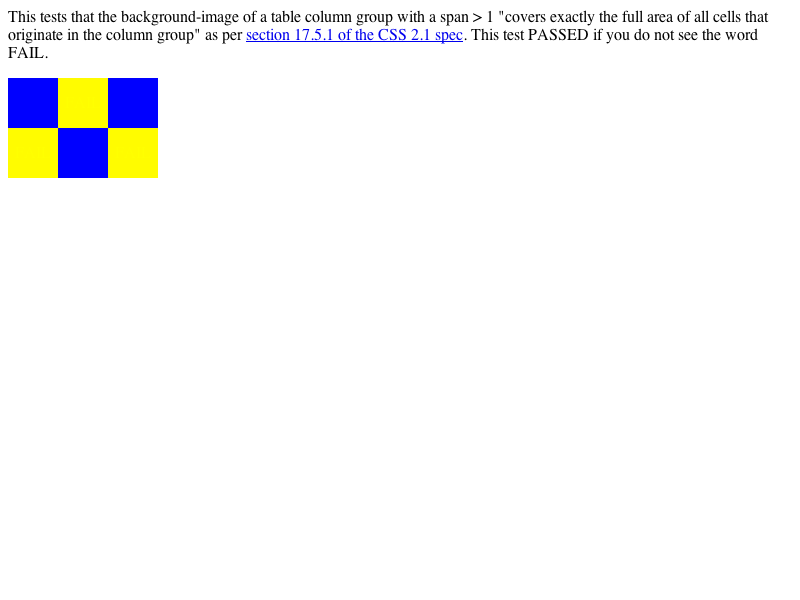 This tests that the background-image of a table column group with a span > 1 "covers exactly the full area of all cells that
originate in the column group" as per section 17.5.1 of the CSS 2.1 spec. This test PASSED if you do not see the word
FAIL.